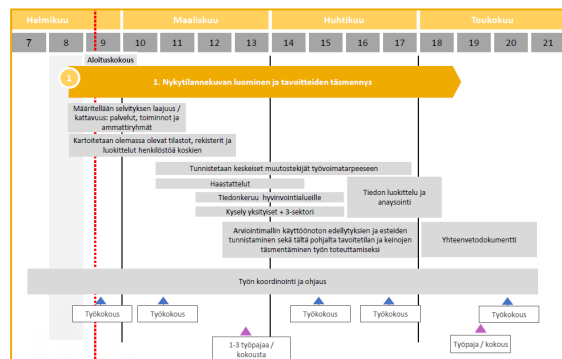 Helmikuu Maaliskuu Huhtikuu Toukokuu
7 8 9 10 11 12 13 14 15 16 17 18 19 20 21
Aloituskokous
1 1. Nykytilannekuvan luominen ja tavoitteiden täsmennys
Määritellään selvityksen laajuus /
kattavuus: palvelut, toiminnot ja
ammattiryhmät
Kartoitetaan olemassa olevat tilastot, rekisterit ja
luokittelut henkilöstöä koskien
Tunnistetaan keskeiset muutostekijät työvoimatarpeeseen
Haastattelut
Tiedonkeruu hyvinvointialueille
Kysely yksityiset + 3-sektori
Tiedon luokittelu ja
anaysointi
Arviointimallin käyttöönoton edellytyksien ja esteiden
tunnistaminen sekä tältä pohjalta tavoitetilan ja keinojen
täsmentäminen työn toteuttamiseksi
Yhteenvetodokumentti
Työn koordinointi ja ohjaus
Työkokous Työkokous Työkokous Työkokous Työkokous
1-3 työpajaa /
kokousta
Työpaja / kokous